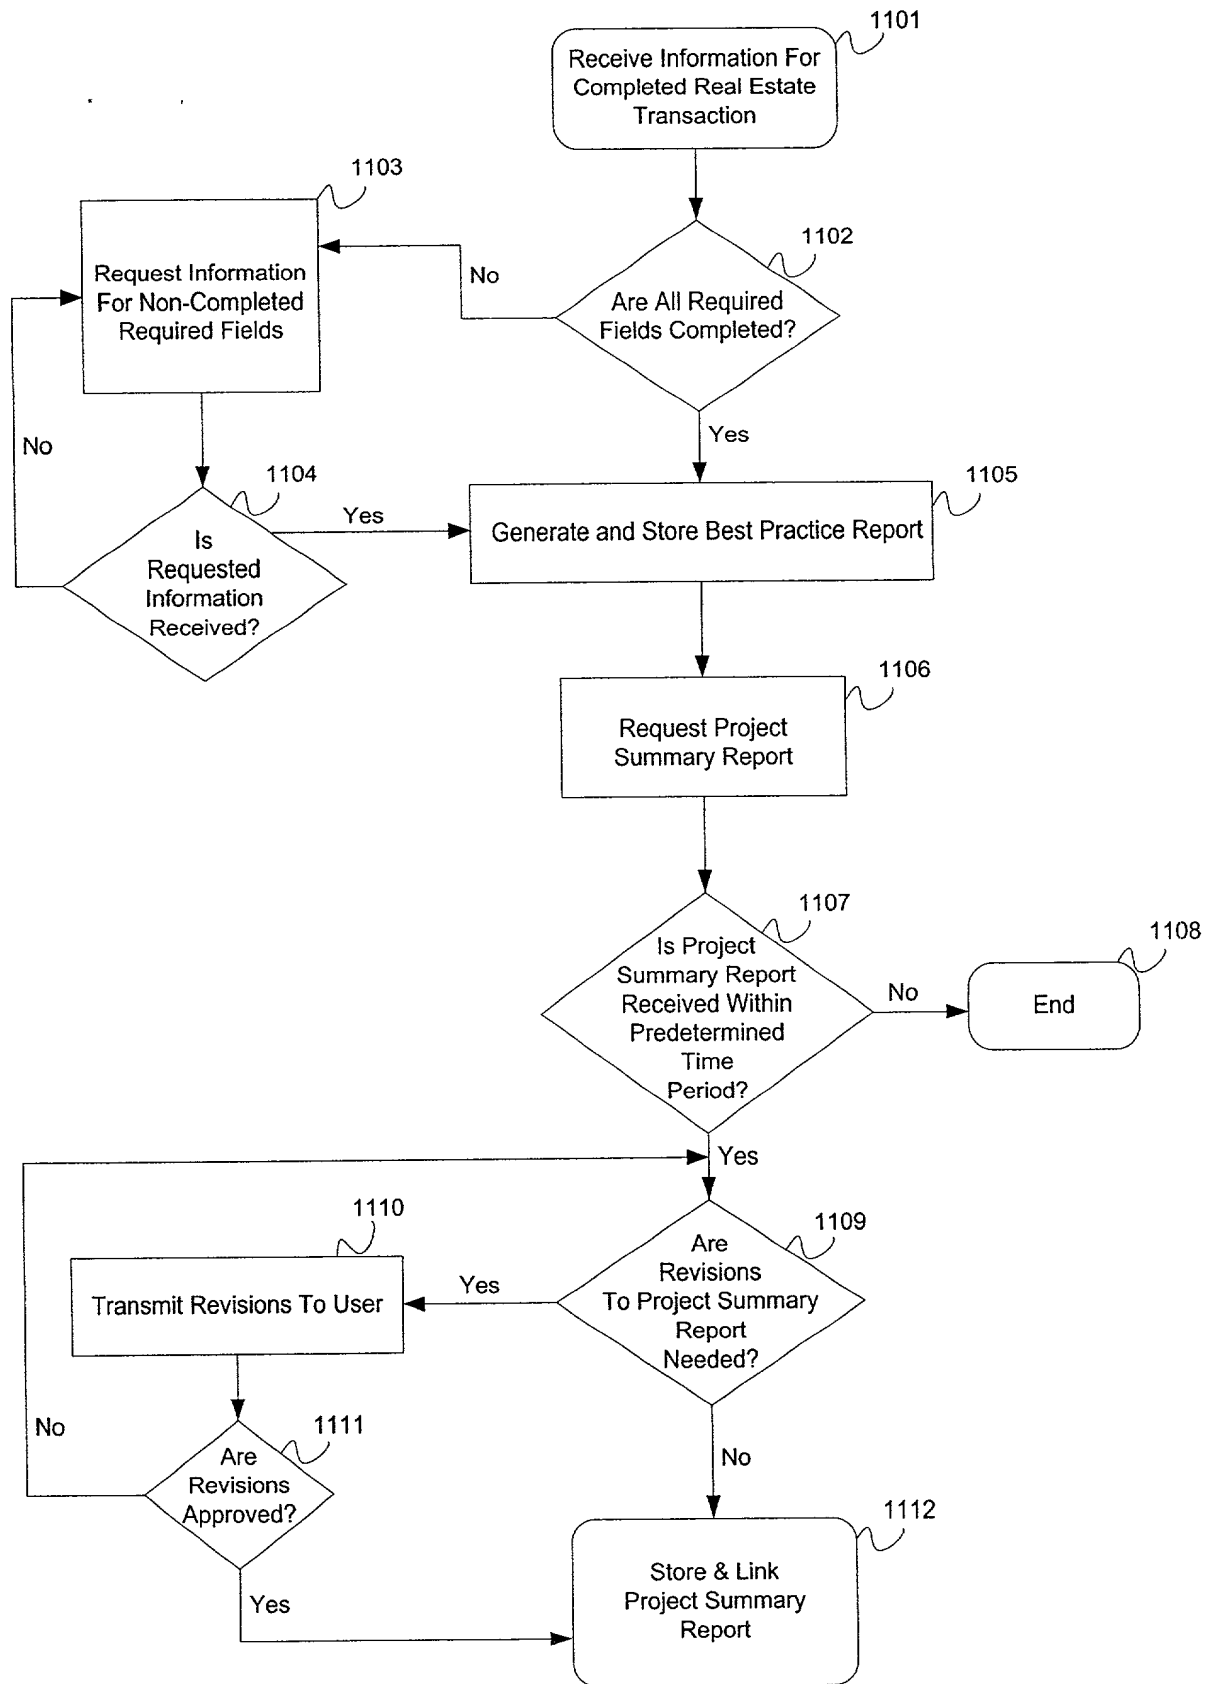 1101
Receive Information For
Completed Real Estate
Transaction
1103
Request Information
For Non-Completed
Required Fields
1102
Are All Required
Fields Completed?
No
Yes
No
1104
Is
Requested
Information
Received?
Yes
1105
Generate and Store Best Practice Report
1106
Request Project
Summary Report
1107
Is Project
Summary Report
Received Within
Predetermined
Time
Period?
No
1108
End
Yes
1109
Are
Revisions
To Project Summary
Report
Needed?
Yes
1110
Transmit Revisions To User
No
1111
Are
Revisions
Approved?
No
Yes
1112
Store & Link
Project Summary
Report